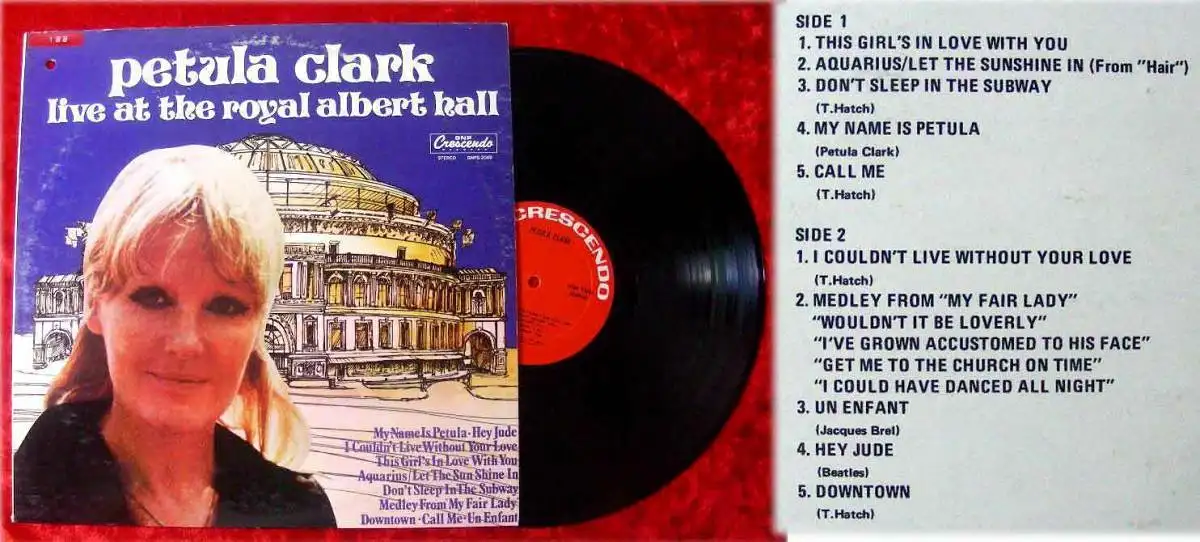 188
petula clark
live at the royal albert hall
GNP
Crescendo
RECORDS
STEREO GNPS-2069
My Name Is Petula · Hey Jude
I Couldn't Live Without Your Love
This Girl's In Love With You
Aquarius/Let The Sun Shine In
Don't Sleep In The Subway
Medley From My Fair Lady
Downtown · Call Me · Un Enfant
CRESCENDO
PETULA CLARK
SIDE 1
1. THIS GIRL'S IN LOVE WITH YOU
2. AQUARIUS/LET THE SUNSHINE IN (From "Hair")
3. DON'T SLEEP IN THE SUBWAY
(T.Hatch)
4. MY NAME IS PETULA
(Petula Clark)
5. CALL ME
(T.Hatch)
SIDE 2
1. I COULDN'T LIVE WITHOUT YOUR LOVE
(T.Hatch)
2. MEDLEY FROM "MY FAIR LADY"
"WOULDN'T IT BE LOVERLY"
"I'VE GROWN ACCUSTOMED TO HIS FACE"
"GET ME TO THE CHURCH ON TIME"
"I COULD HAVE DANCED ALL NIGHT"
3. UN ENFANT
(Jacques Brel)
4. HEY JUDE
(Beatles)
5. DOWNTOWN
(T.Hatch)